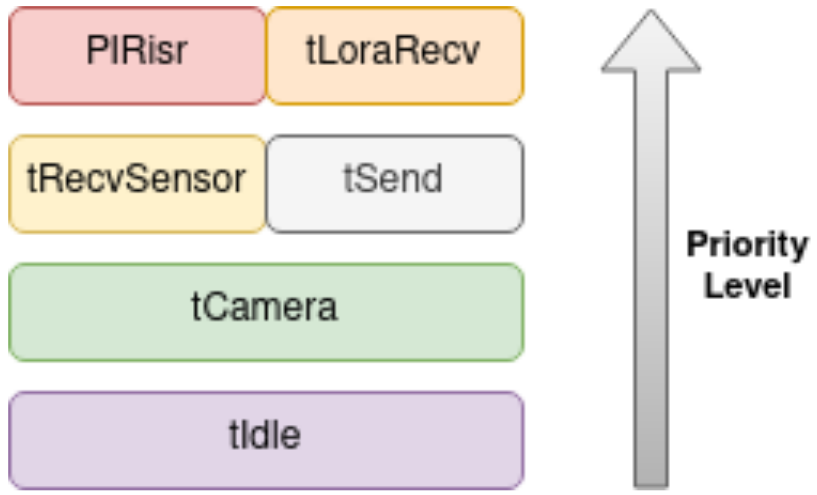 PIRisr tLoraRecv
tRecvSensor tSend
tCamera
tIdle
Priority
Level